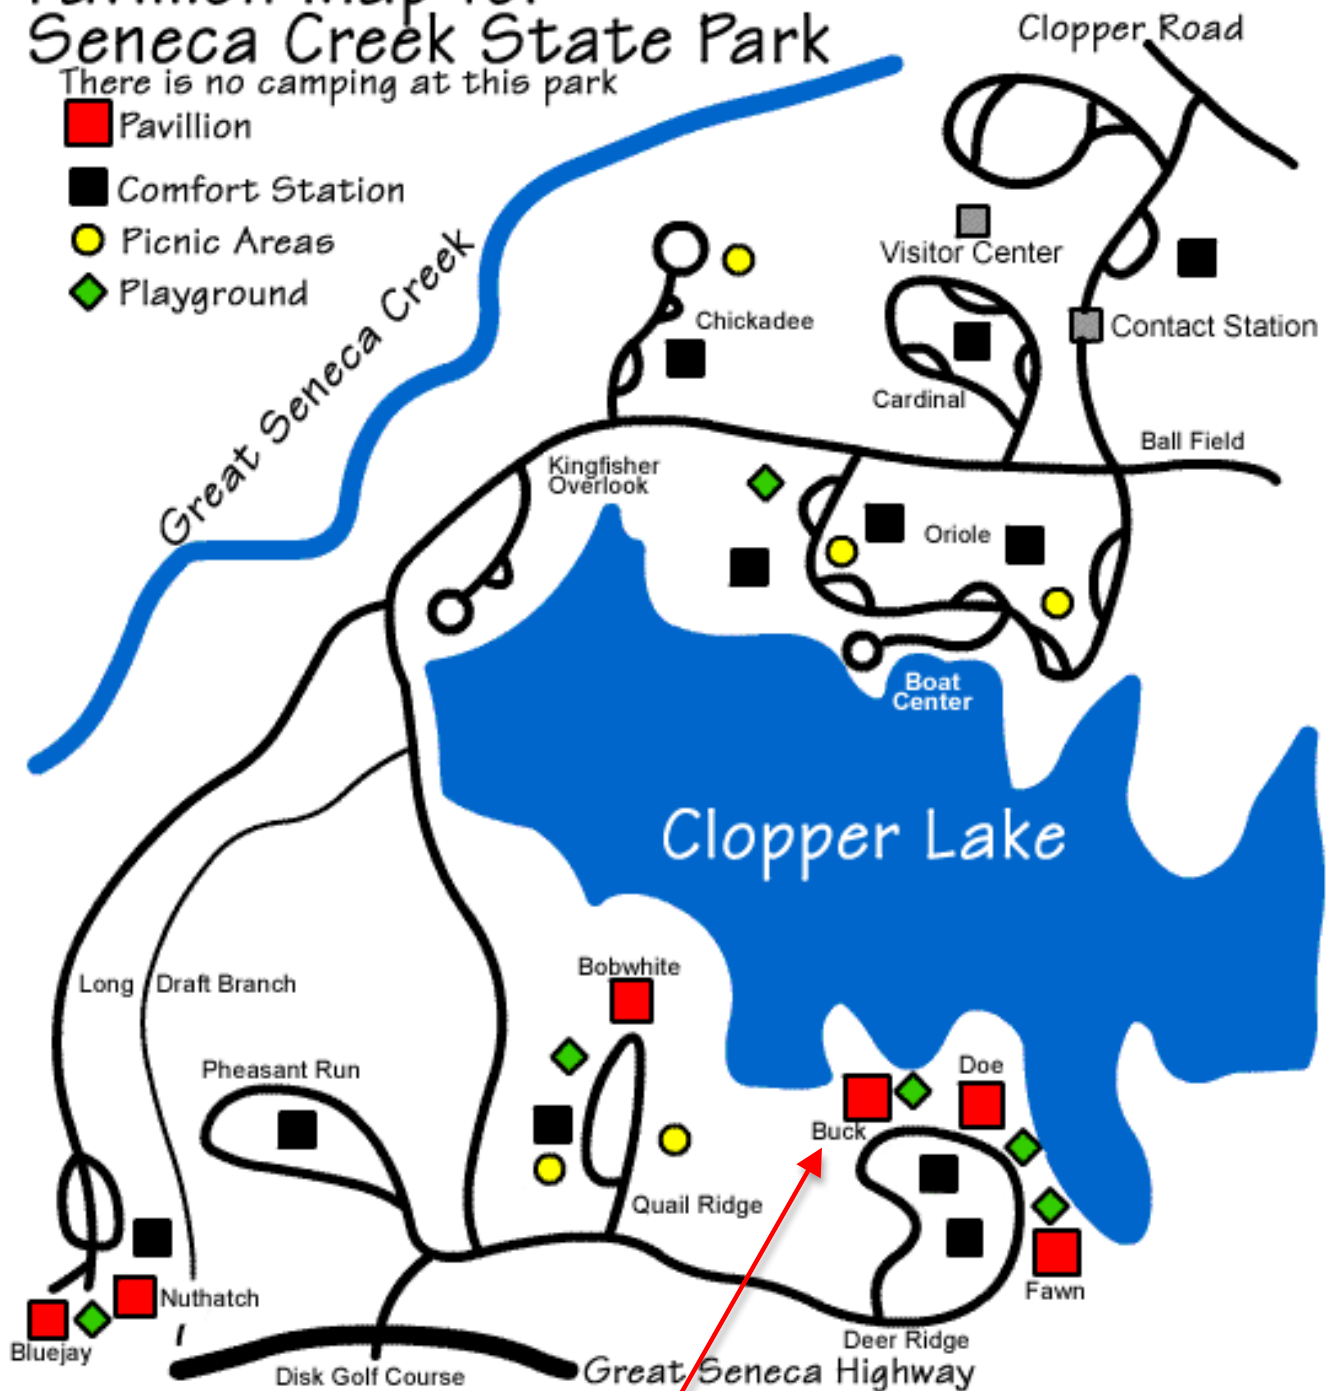 Pavillion Map for
Seneca Creek State Park
There is no camping at this park
Pavillion
Comfort Station
Picnic Areas
Playground
Great Seneca Creek
Clopper Road
Visitor Center
Contact Station
Chickadee
Cardinal
Ball Field
Kingfisher
Overlook
Oriole
Boat
Center
Clopper Lake
Bobwhite
Long Draft Branch
Pheasant Run
Doe
Buck
Quail Ridge
Fawn
Nuthatch
Bluejay
Deer Ridge
Disk Golf Course
Great Seneca Highway